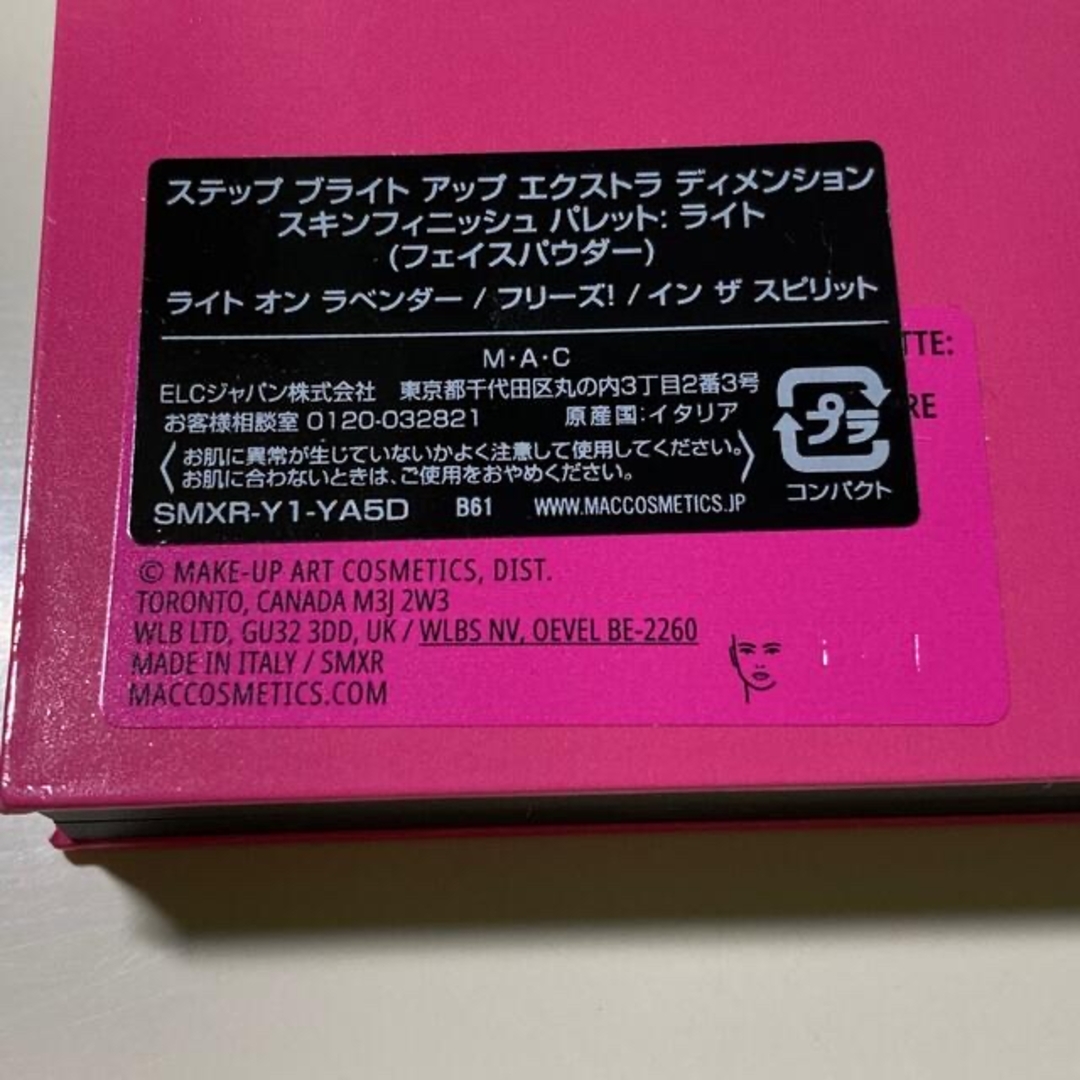 ステップ ブライト アップ エクストラ ディメンション
スキンフィニッシュ パレット: ライト
(フェイスパウダー)
ライト オン ラベンダー / フリーズ! / イン ザ スピリット
M・A・C
ELCジャパン株式会社 東京都千代田区丸の内3丁目2番3号
お客様相談室 0120-032821 原産国:イタリア
お肌に異常が生じていないかよく注意して使用してください。
お肌に合わないときは、ご使用をおやめください。
プラ
コンパクト
SMXR-Y1-YA5D B61 WWW.MACCOSMETICS.JP
TTE:
RE
© MAKE-UP ART COSMETICS, DIST.
TORONTO, CANADA M3J 2W3
WLB LTD, GU32 3DD, UK / WLBS NV, OEVEL BE-2260
MADE IN ITALY / SMXR
MACCOSMETICS.COM